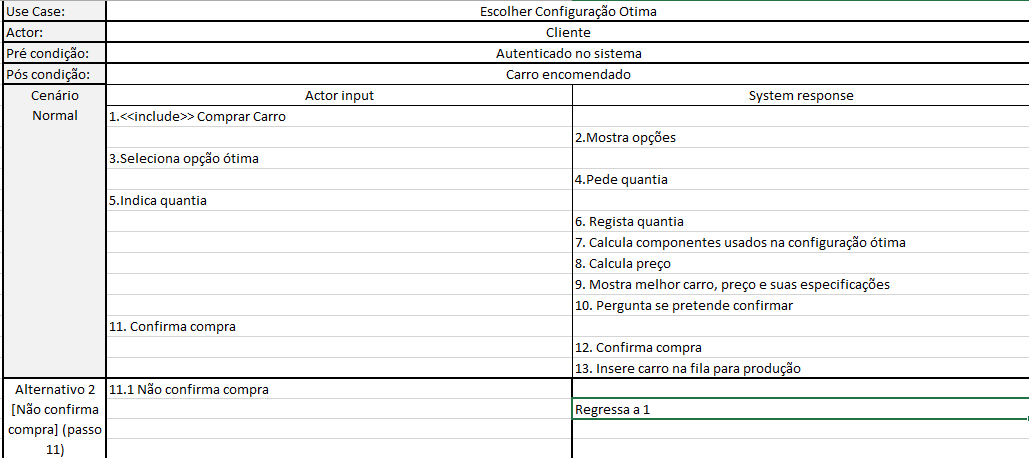 Use Case: Escolher Configuração Otima
Actor: Cliente
Pré condição: Autenticado no sistema
Pós condição: Carro encomendado
Cenário Normal Actor input System response
1.<<include>> Comprar Carro
2.Mostra opções
3.Seleciona opção ótima
4.Pede quantia
5.Indica quantia
6. Regista quantia
7. Calcula componentes usados na configuração ótima
8. Calcula preço
9. Mostra melhor carro, preço e suas especificações
10. Pergunta se pretende confirmar
11. Confirma compra
12. Confirma compra
13. Insere carro na fila para produção
Alternativo 2 11.1 Não confirma compra
[Não confirma Regressa a 1
compra] (passo
11)